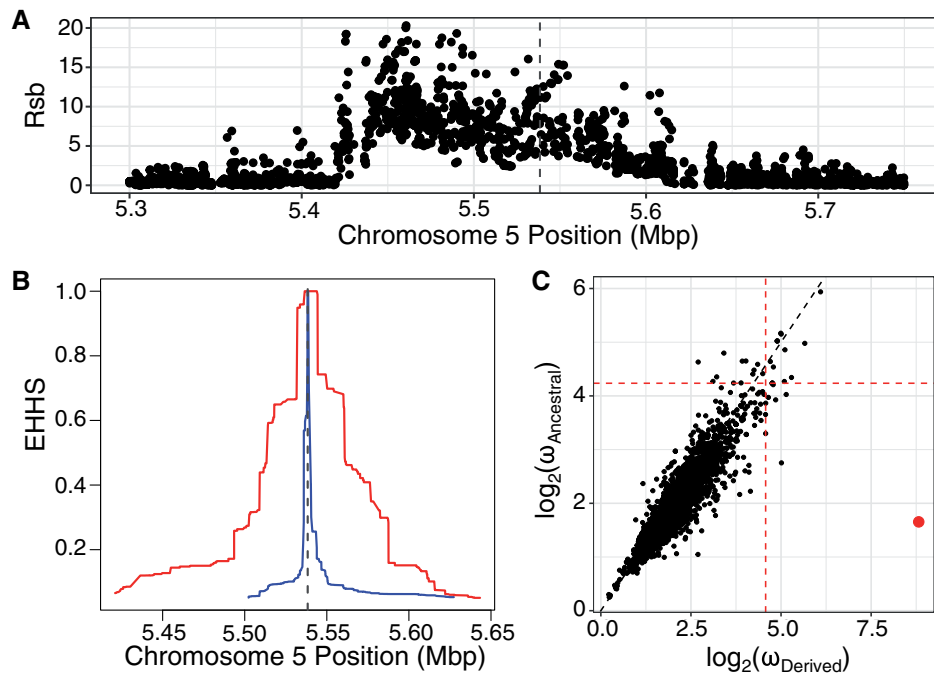 A
Rsb
20
15
10
5
0
5.3 5.4 5.5 5.6 5.7
Chromosome 5 Position (Mbp)
B
EHHS
1.0
0.8
0.6
0.4
0.2
5.45 5.50 5.55 5.60 5.65
Chromosome 5 Position (Mbp)
C
log2(ωAncestral)
6
4
2
0
0.0 2.5 5.0 7.5
log2(ωDerived)